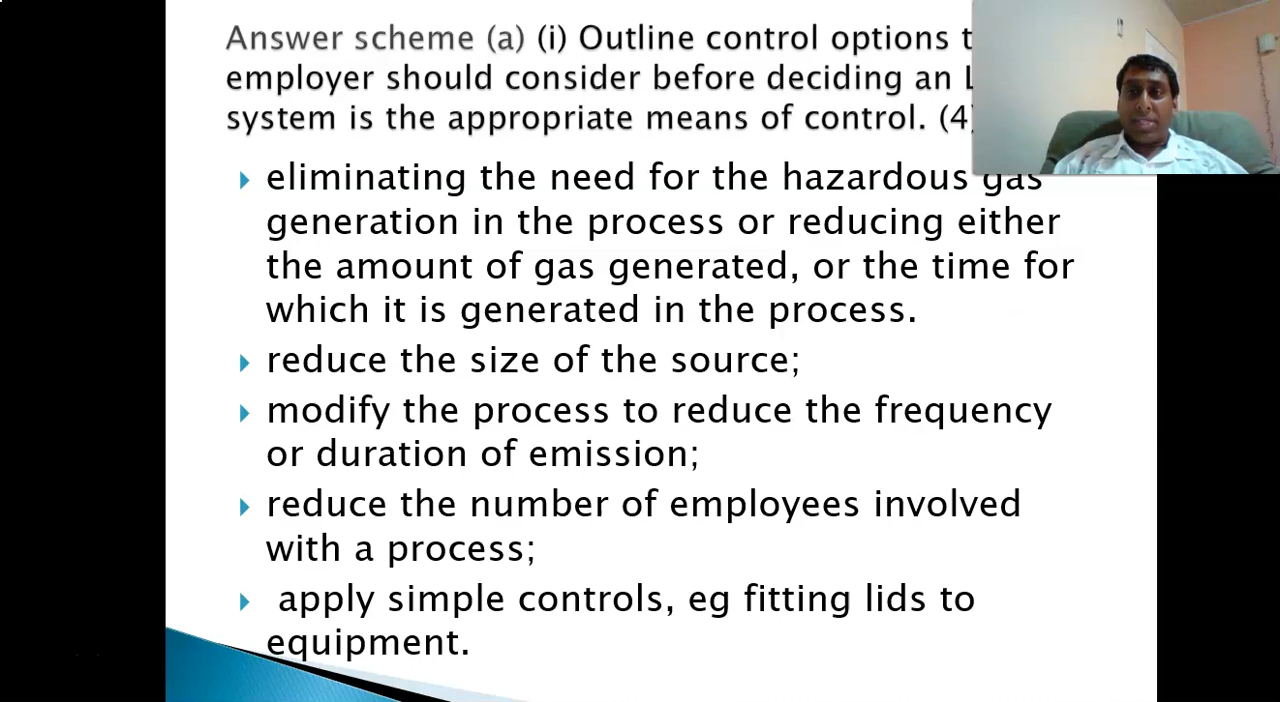 Answer scheme (a) (i) Outline control options
employer should consider before deciding an
system is the appropriate means of control. (4)
eliminating the need for the hazardous gas
generation in the process or reducing either
the amount of gas generated, or the time for
which it is generated in the process.
reduce the size of the source;
modify the process to reduce the frequency
or duration of emission;
reduce the number of employees involved
with a process;
apply simple controls, eg fitting lids to
equipment.